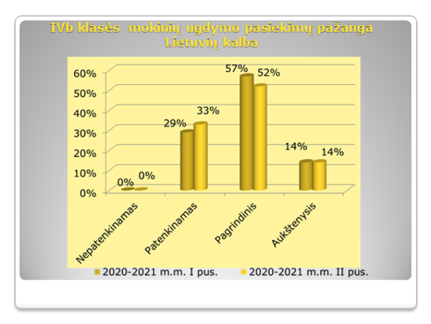 IVb klasės mokinių ugdymo pasiekimų pažanga
Lietuvių kalba
60%
50%
40%
30%
20%
10%
0%
0% 0%
29% 33%
57% 52%
14% 14%
Nepatenkinamas
Patenkinamas
Pagrindinis
Aukštenysis
2020-2021 m.m. I pus. 2020-2021 m.m. II pus.